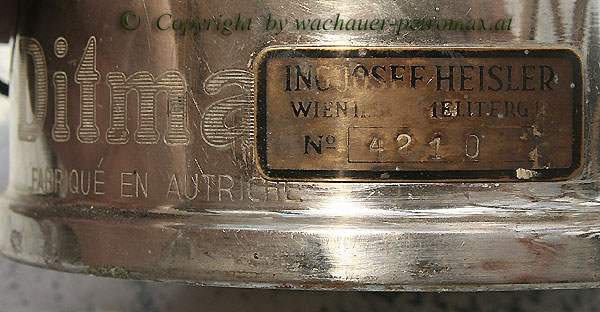 © Copyright by wachauer-petromax.at
Ditma
ING JOSEF HEISLER
WIEN
No 4210
FABRIQUÉ EN AUTRICHE